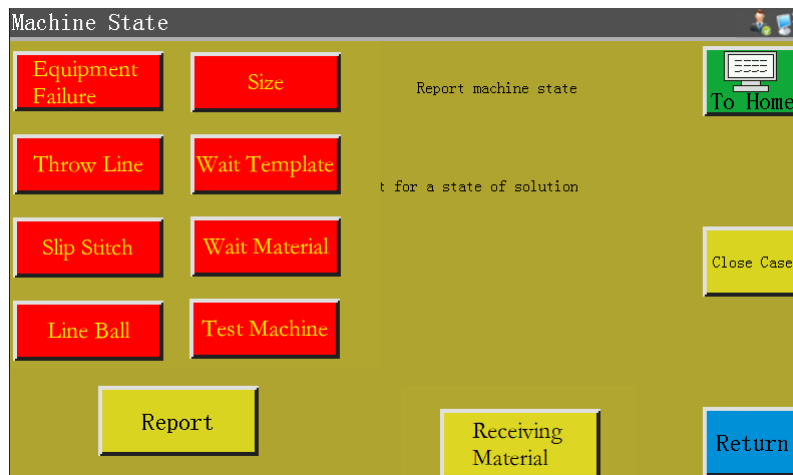 Machine State
Equipment
Failure
Size
Report machine state
To Home
Throw Line
Wait Template
t for a state of solution
Slip Stitch
Wait Material
Close Case
Line Ball
Test Machine
Report
Receiving
Material
Return